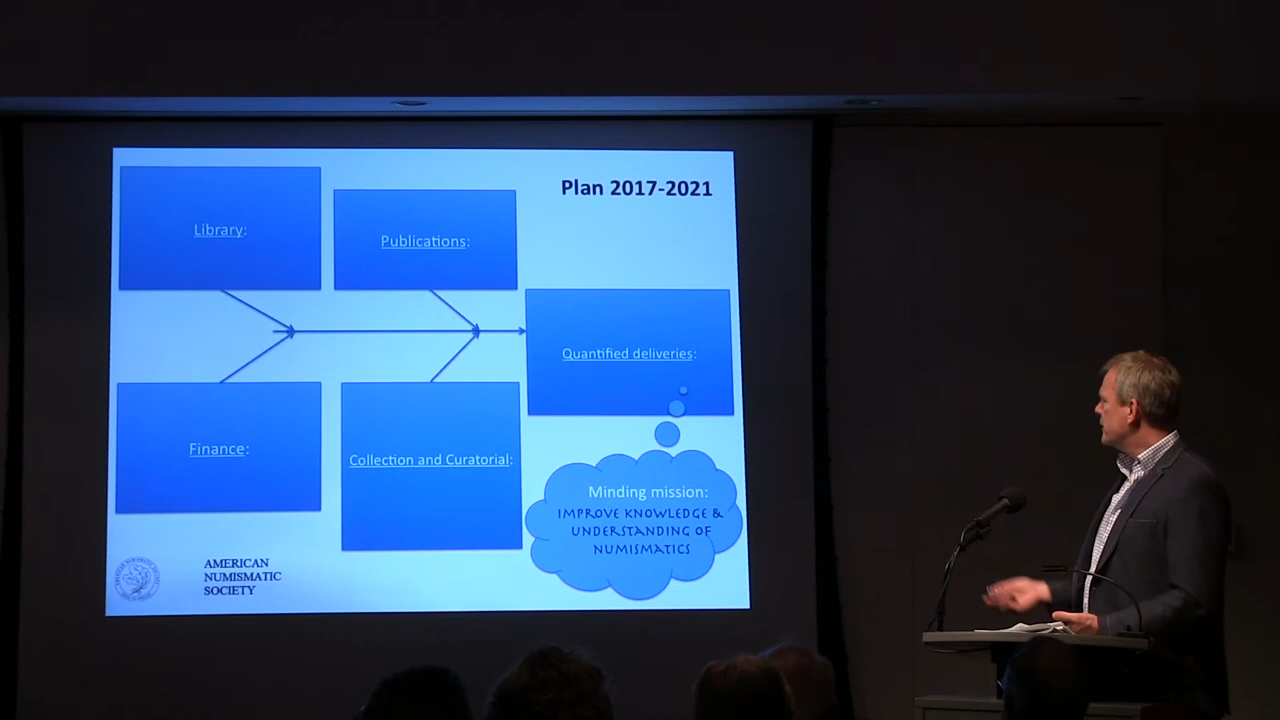 Plan 2017-2021
Library:
Publications:
Quantified deliveries:
Finance:
Collection and Curatorial:
Minding mission:
IMPROVE KNOWLEDGE &
UNDERSTANDING OF
NUMISMATICS
AMERICAN
NUMISMATIC
SOCIETY